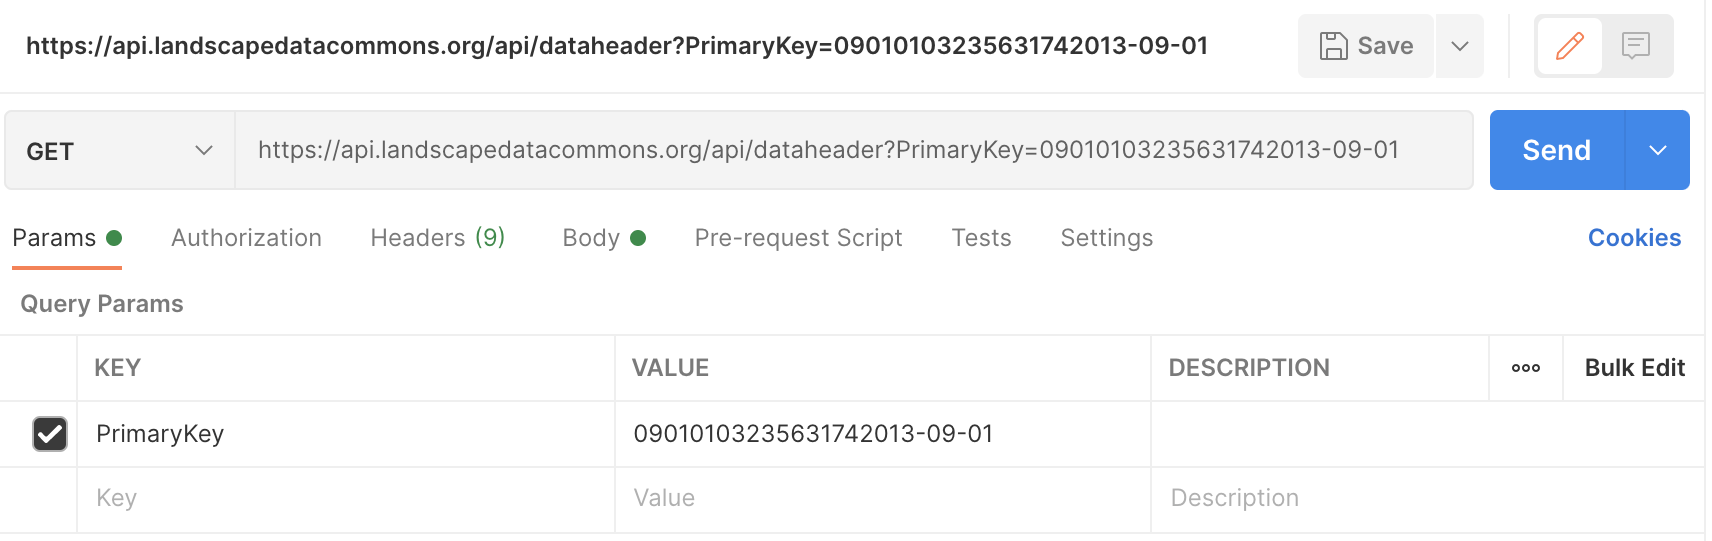 https://api.landscapedatacommons.org/api/dataheader?PrimaryKey=09010103235631742013-09-01 Save
GET https://api.landscapedatacommons.org/api/dataheader?PrimaryKey=09010103235631742013-09-01 Send
Params Authorization Headers (9) Body Pre-request Script Tests Settings Cookies
Query Params
KEY VALUE DESCRIPTION ooo Bulk Edit
PrimaryKey 09010103235631742013-09-01
Key Value Description